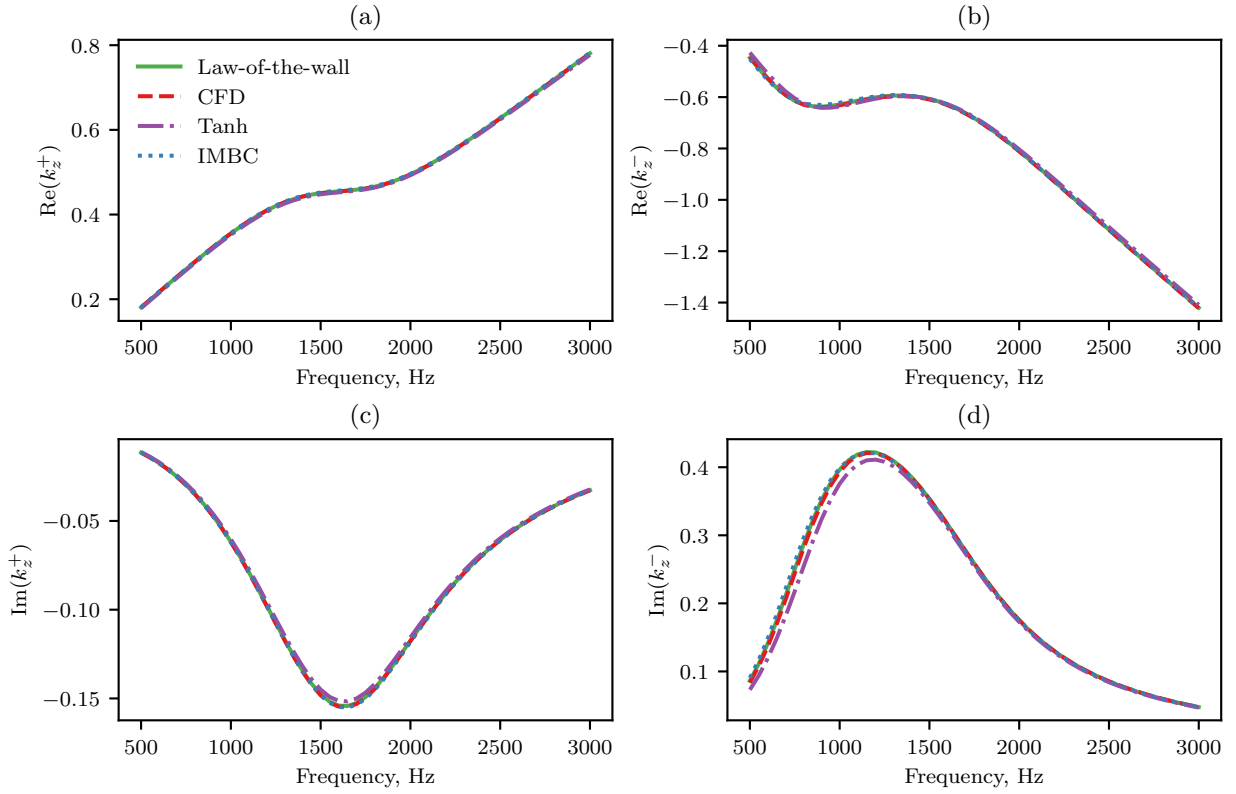 (a)
(b)
0.8
0.6
0.4
0.2
Re(k_z^+)
Law-of-the-wall
CFD
Tanh
IMBC
500 1000 1500 2000 2500 3000
Frequency, Hz
−0.4
−0.6
−0.8
−1.0
−1.2
−1.4
Re(k_z^−)
500 1000 1500 2000 2500 3000
Frequency, Hz
(c)
(d)
−0.05
−0.10
−0.15
Im(k_z^+)
500 1000 1500 2000 2500 3000
Frequency, Hz
0.4
0.3
0.2
0.1
Im(k_z^−)
500 1000 1500 2000 2500 3000
Frequency, Hz